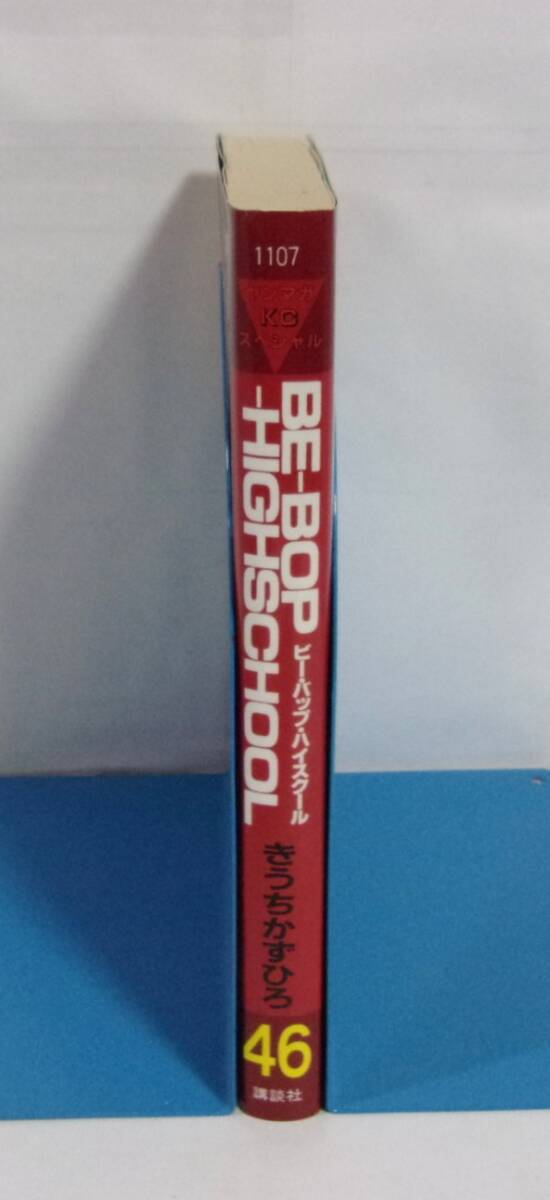 1107
ヤンマガ
KC
スペシャル
BE-BOP
-HIGHSCHOOL
ビー・バップ・ハイスクール
きうちかずひろ
46
講談社